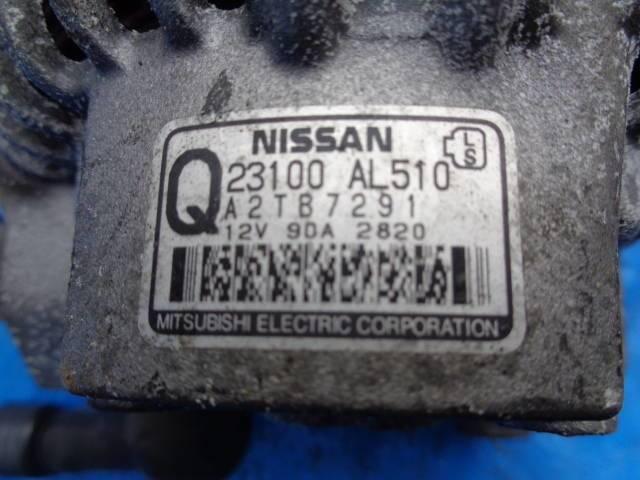 NISSAN
L
S
Q 23100 AL510
A2TB7291
12V 90A 2820
MITSUBISHI ELECTRIC CORPORATION